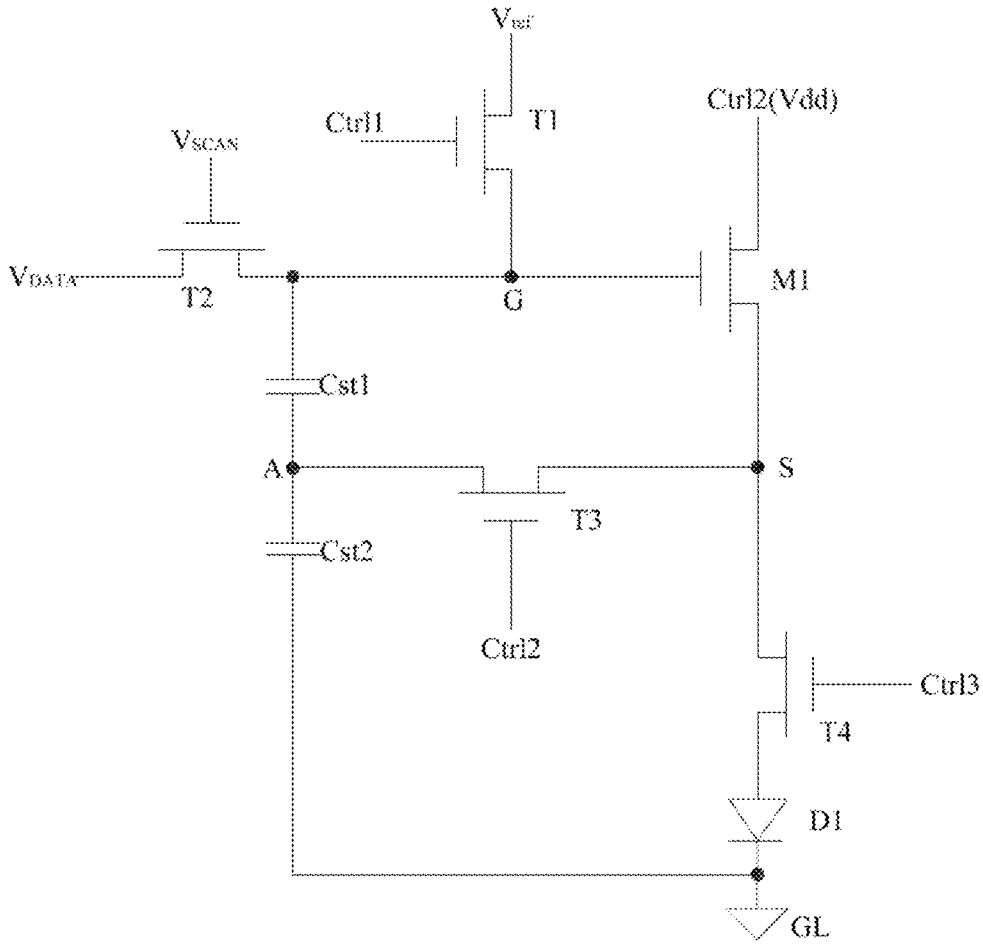 Vref
Ctrl2(Vdd)
Ctrl1
T1
VSCAN
VDATA
T2
G
M1
Cst1
A
S
T3
Cst2
Ctrl2
Ctrl3
T4
D1
GL